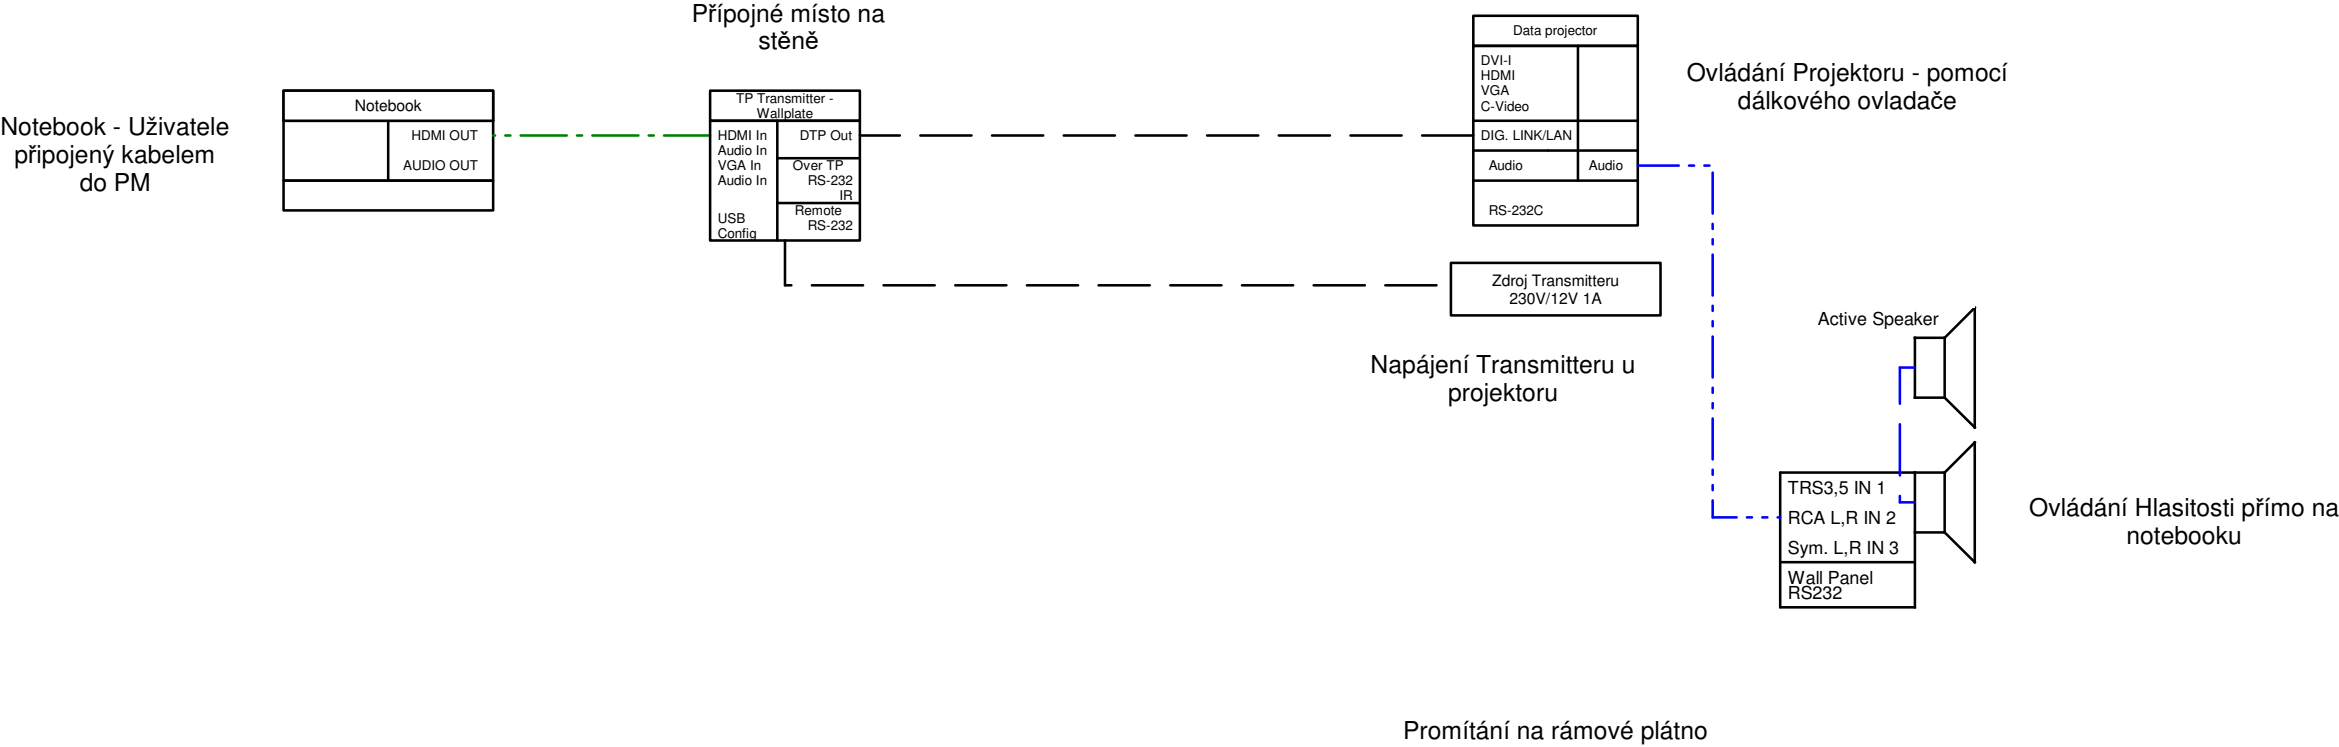 Přípojné místo na
stěně
Notebook - Uživatele
připojený kabelem
do PM
Notebook
HDMI OUT
AUDIO OUT
TP Transmitter -
Wallplate
HDMI In
Audio In
VGA In
Audio In
USB
Config
DTP Out
Over TP
RS-232
IR
Remote
RS-232
Data projector
DVI-I
HDMI
VGA
C-Video
DIG. LINK/LAN
Audio
Audio
RS-232C
Ovládání Projektoru - pomocí
dálkového ovladače
Zdroj Transmitteru
230V/12V 1A
Napájení Transmitteru u
projektoru
Active Speaker
TRS3,5 IN 1
RCA L,R IN 2
Sym. L,R IN 3
Wall Panel
RS232
Ovládání Hlasitosti přímo na
notebooku
Promítání na rámové plátno